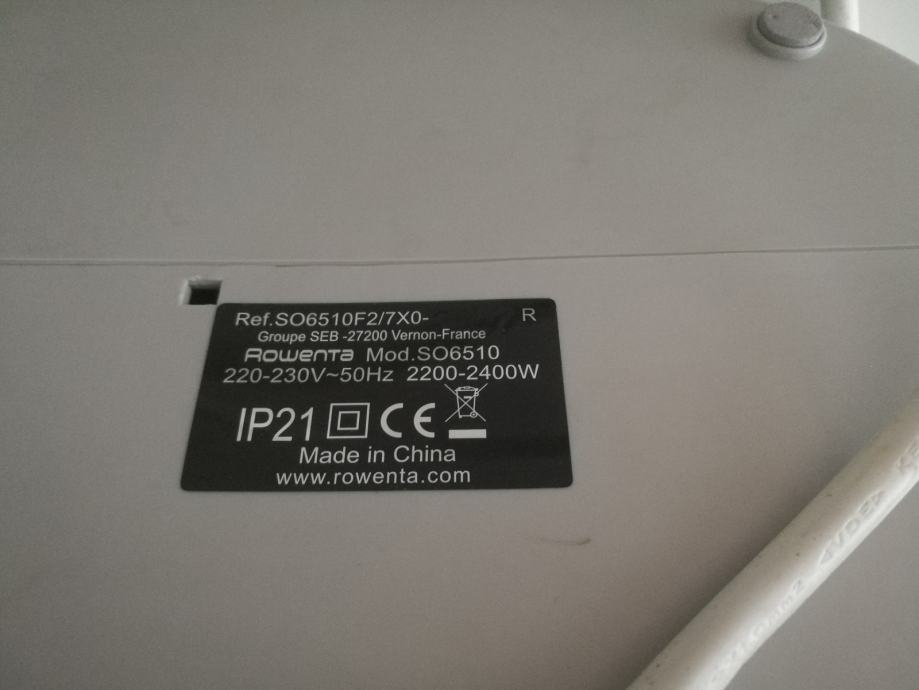 Ref.SO6510F2/7X0- R
Groupe SEB -27200 Vernon-France
Rowenta Mod.SO6510
220-230V~50Hz 2200-2400W
IP21 CE
Made in China
www.rowenta.com